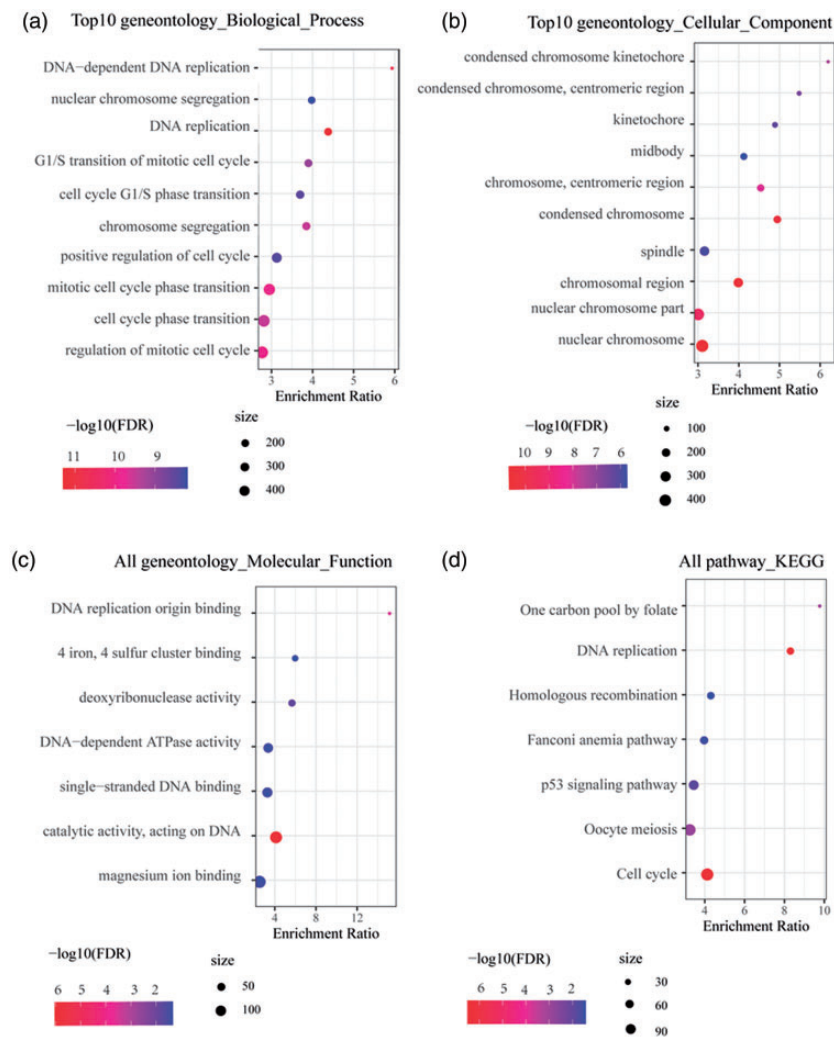 (a)
Top10 geneontology_Biological_Process
DNA−dependent DNA replication
nuclear chromosome segregation
DNA replication
G1/S transition of mitotic cell cycle
cell cycle G1/S phase transition
chromosome segregation
positive regulation of cell cycle
mitotic cell cycle phase transition
cell cycle phase transition
regulation of mitotic cell cycle
3 4 5 6
Enrichment Ratio
−log10(FDR)
11 10 9
size
200
300
400
(b)
Top10 geneontology_Cellular_Component
condensed chromosome kinetochore
condensed chromosome, centromeric region
kinetochore
midbody
chromosome, centromeric region
condensed chromosome
spindle
chromosomal region
nuclear chromosome part
nuclear chromosome
3 4 5 6
Enrichment Ratio
−log10(FDR)
10 9 8 7 6
size
100
200
300
400
(c)
All geneontology_Molecular_Function
DNA replication origin binding
4 iron, 4 sulfur cluster binding
deoxyribonuclease activity
DNA−dependent ATPase activity
single−stranded DNA binding
catalytic activity, acting on DNA
magnesium ion binding
4 8 12
Enrichment Ratio
−log10(FDR)
6 5 4 3 2
size
50
100
(d)
All pathway_KEGG
One carbon pool by folate
DNA replication
Homologous recombination
Fanconi anemia pathway
p53 signaling pathway
Oocyte meiosis
Cell cycle
4 6 8 10
Enrichment Ratio
−log10(FDR)
6 5 4 3 2
size
30
60
90